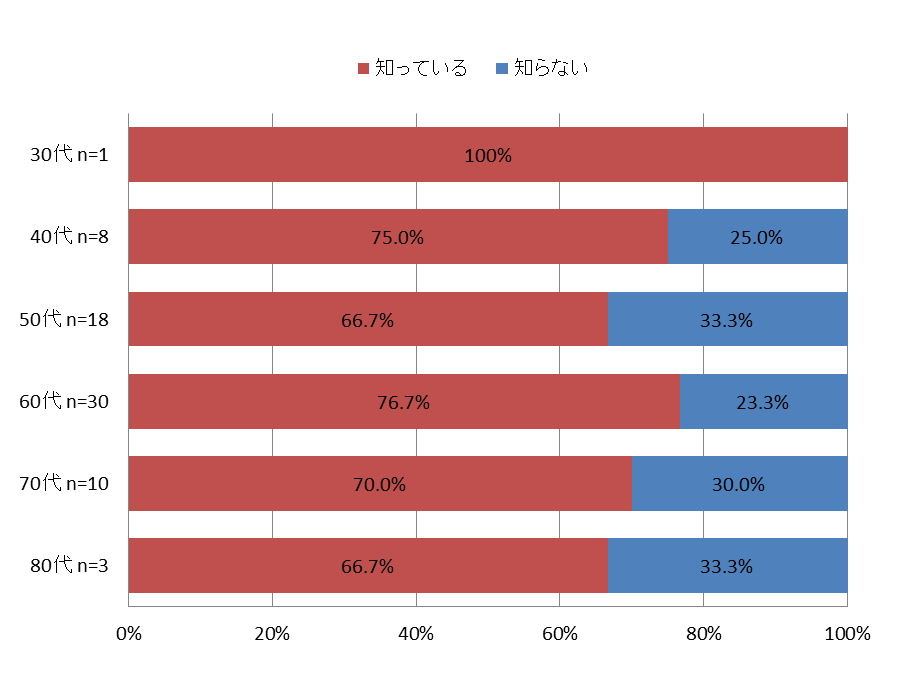 知っている 知らない
30代 n=1 100%
40代 n=8 75.0% 25.0%
50代 n=18 66.7% 33.3%
60代 n=30 76.7% 23.3%
70代 n=10 70.0% 30.0%
80代 n=3 66.7% 33.3%
0% 20% 40% 60% 80% 100%